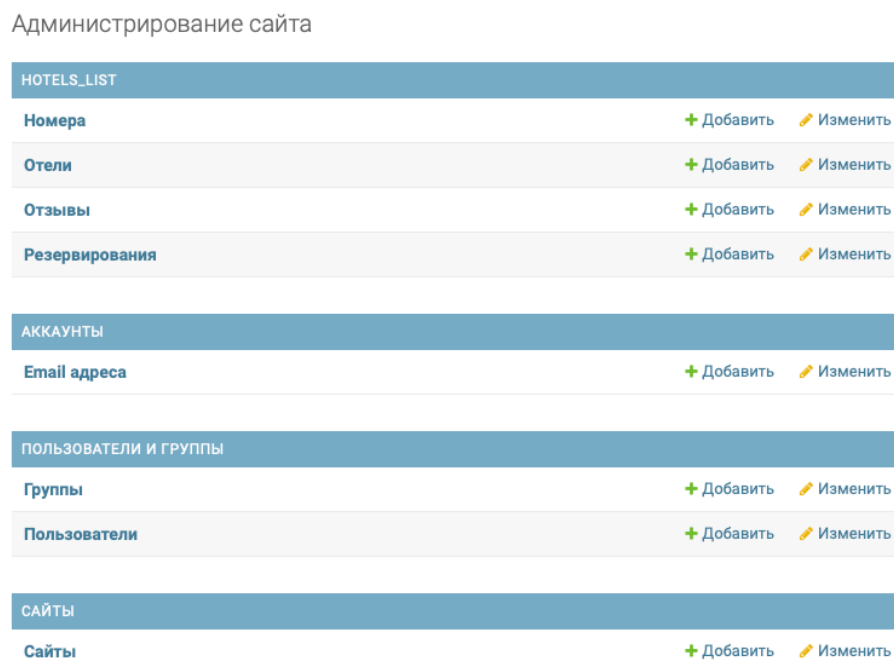 Администрирование сайта
HOTELS_LIST
Номера Добавить Изменить
Отели Добавить Изменить
Отзывы Добавить Изменить
Резервирования Добавить Изменить
АККАУНТЫ
Email адреса Добавить Изменить
ПОЛЬЗОВАТЕЛИ И ГРУППЫ
Группы Добавить Изменить
Пользователи Добавить Изменить
САЙТЫ
Сайты Добавить Изменить